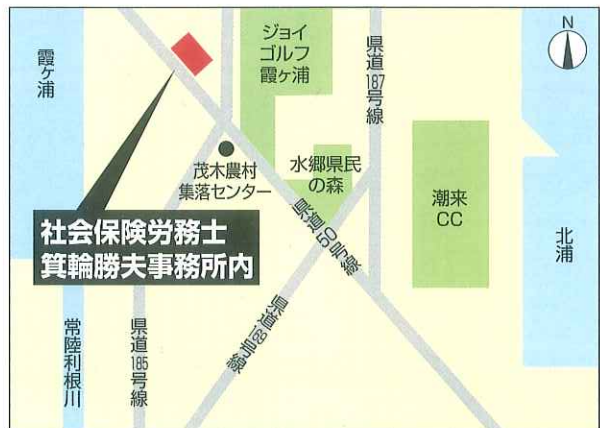 霞ヶ浦
ジョイ
ゴルフ
霞ヶ浦
県道187号線
N
茂木農村
集落センター
水郷県民
の森
潮来
CC
北浦
社会保険労務士
箕輪勝夫事務所内
県道50号線
常陸利根川
県道185号線
県道188号線